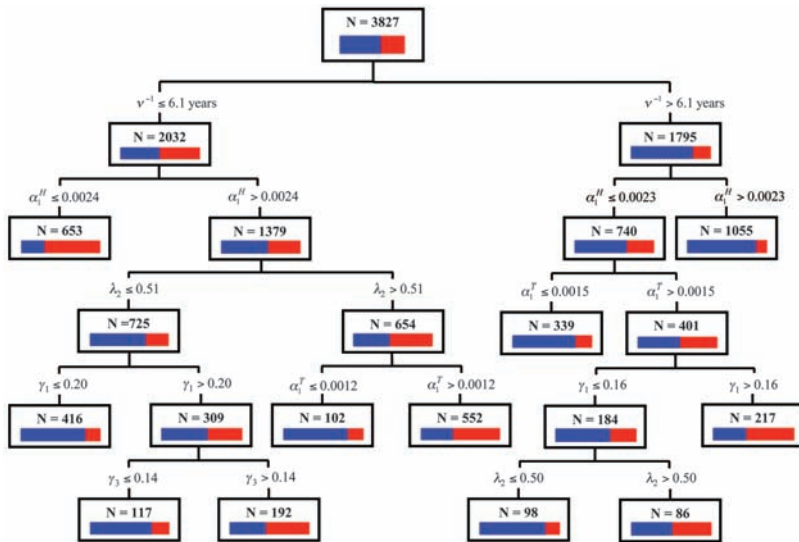 N = 3827
ν⁻¹ ≤ 6.1 years
ν⁻¹ > 6.1 years
N = 2032
N = 1795
α₁ᴴ ≤ 0.0024
α₁ᴴ > 0.0024
α₁ᴴ ≤ 0.0023
α₁ᴴ > 0.0023
N = 653
N = 1379
N = 740
N = 1055
λ₂ ≤ 0.51
λ₂ > 0.51
α₁ᵀ ≤ 0.0015
α₁ᵀ > 0.0015
N =725
N = 654
N = 339
N = 401
γ₁ ≤ 0.20
γ₁ > 0.20
α₁ᵀ ≤ 0.0012
α₁ᵀ > 0.0012
γ₁ ≤ 0.16
γ₁ > 0.16
N = 416
N = 309
N = 102
N = 552
N = 184
N = 217
γ₃ ≤ 0.14
γ₃ > 0.14
λ₂ ≤ 0.50
λ₂ > 0.50
N = 117
N = 192
N = 98
N = 86